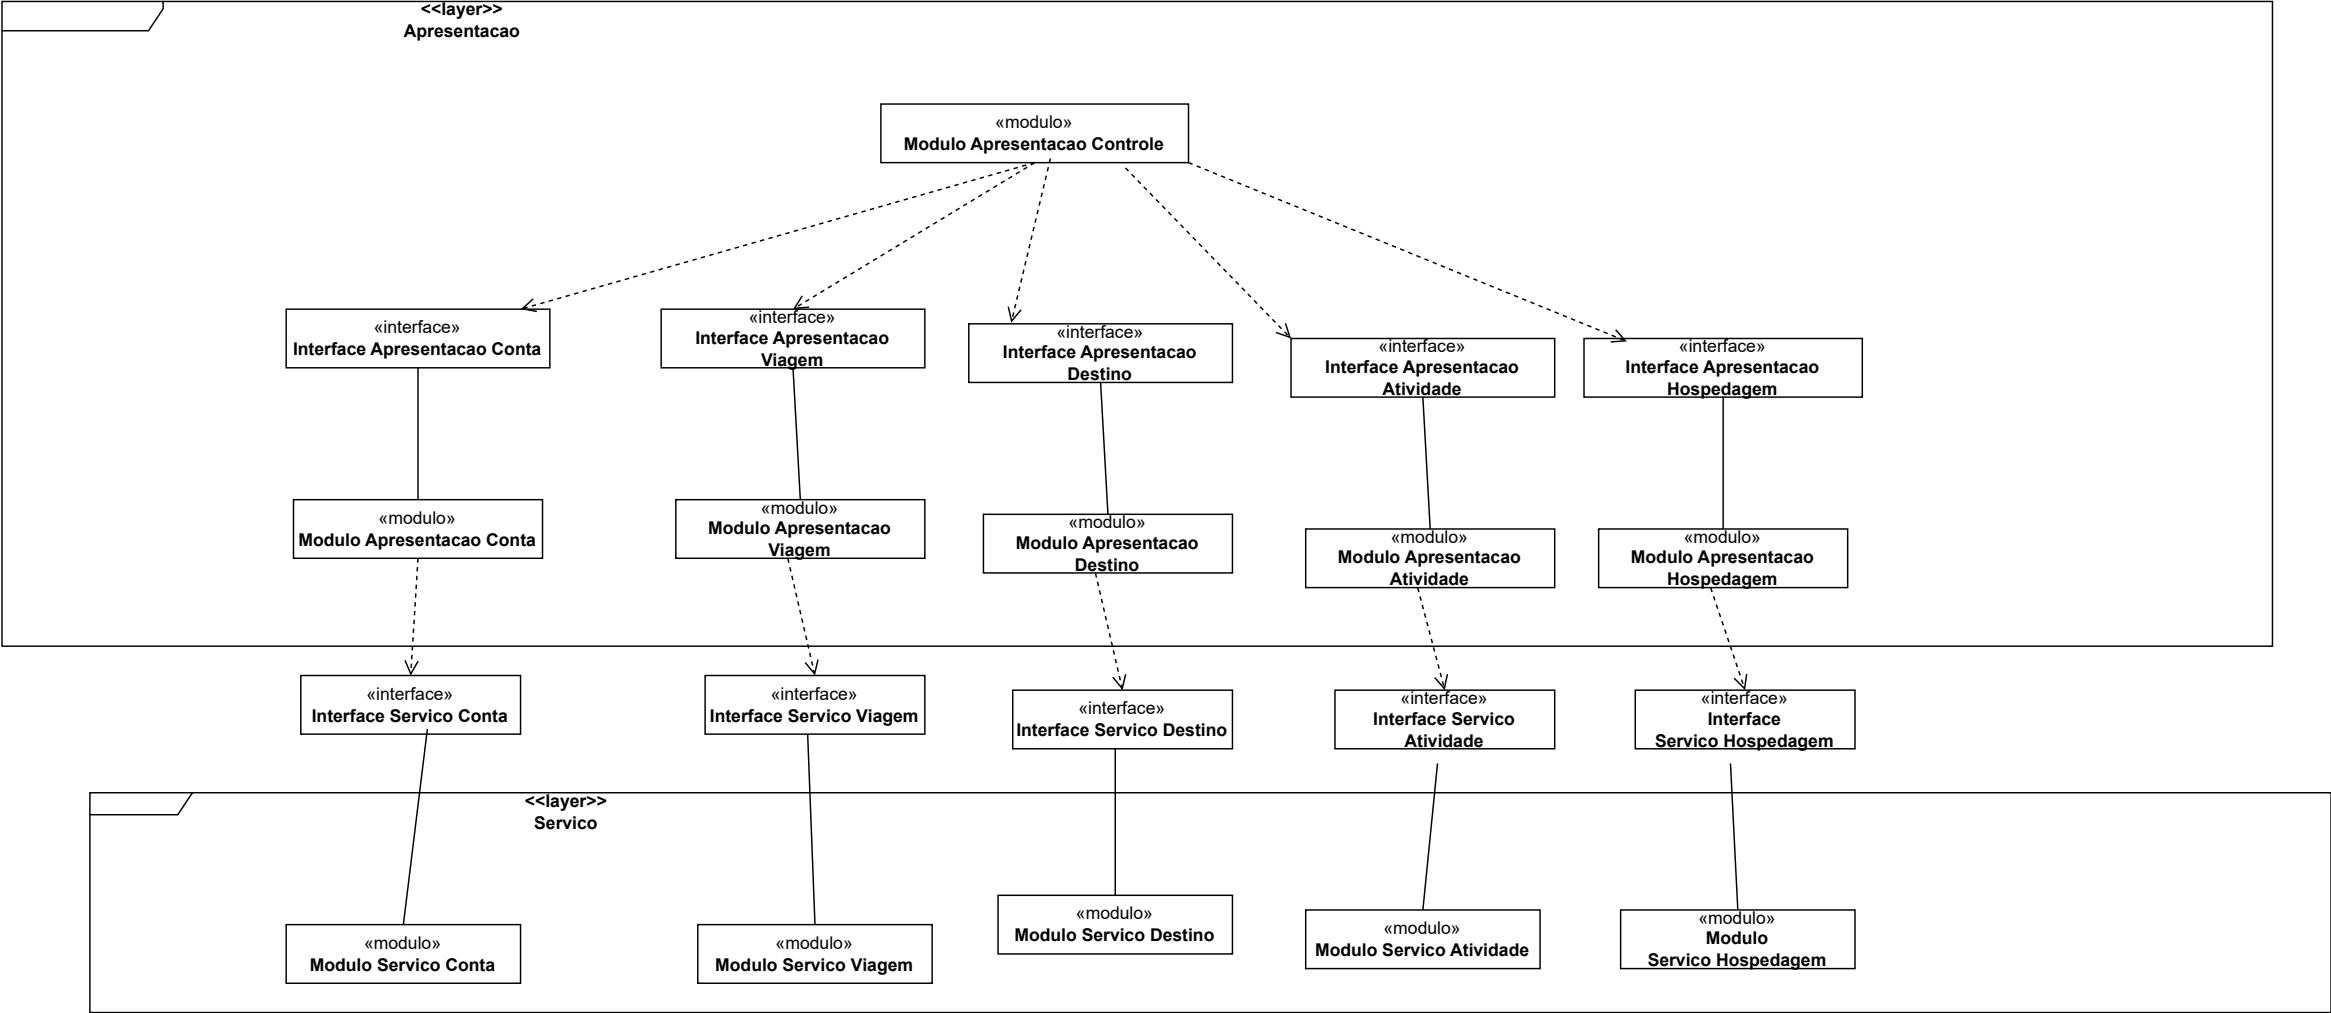 <<layer>>
Apresentacao
«modulo»
Modulo Apresentacao Controle
«interface»
Interface Apresentacao Conta
«interface»
Interface Apresentacao
Viagem
«interface»
Interface Apresentacao
Destino
«interface»
Interface Apresentacao
Atividade
«interface»
Interface Apresentacao
Hospedagem
«modulo»
Modulo Apresentacao Conta
«modulo»
Modulo Apresentacao
Viagem
«modulo»
Modulo Apresentacao
Destino
«modulo»
Modulo Apresentacao
Atividade
«modulo»
Modulo Apresentacao
Hospedagem
«interface»
Interface Servico Conta
«interface»
Interface Servico Viagem
«interface»
Interface Servico Destino
«interface»
Interface Servico
Atividade
«interface»
Interface
Servico Hospedagem
<<layer>>
Servico
«modulo»
Modulo Servico Conta
«modulo»
Modulo Servico Viagem
«modulo»
Modulo Servico Destino
«modulo»
Modulo Servico Atividade
«modulo»
Modulo
Servico Hospedagem